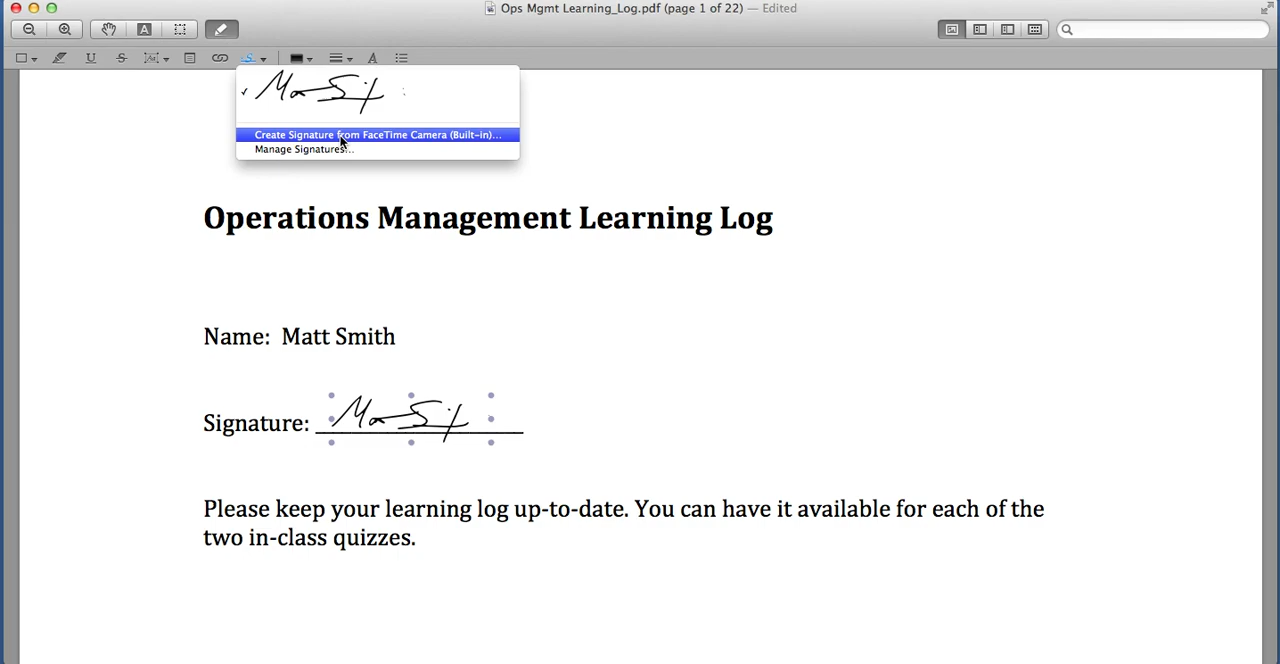 Ops Mgmt Learning_Log.pdf (page 1 of 22) — Edited
Create Signature from FaceTime Camera (Built-in)...
Manage Signatures...
Operations Management Learning Log
Name: Matt Smith
Signature:
Please keep your learning log up-to-date. You can have it available for each of the
two in-class quizzes.